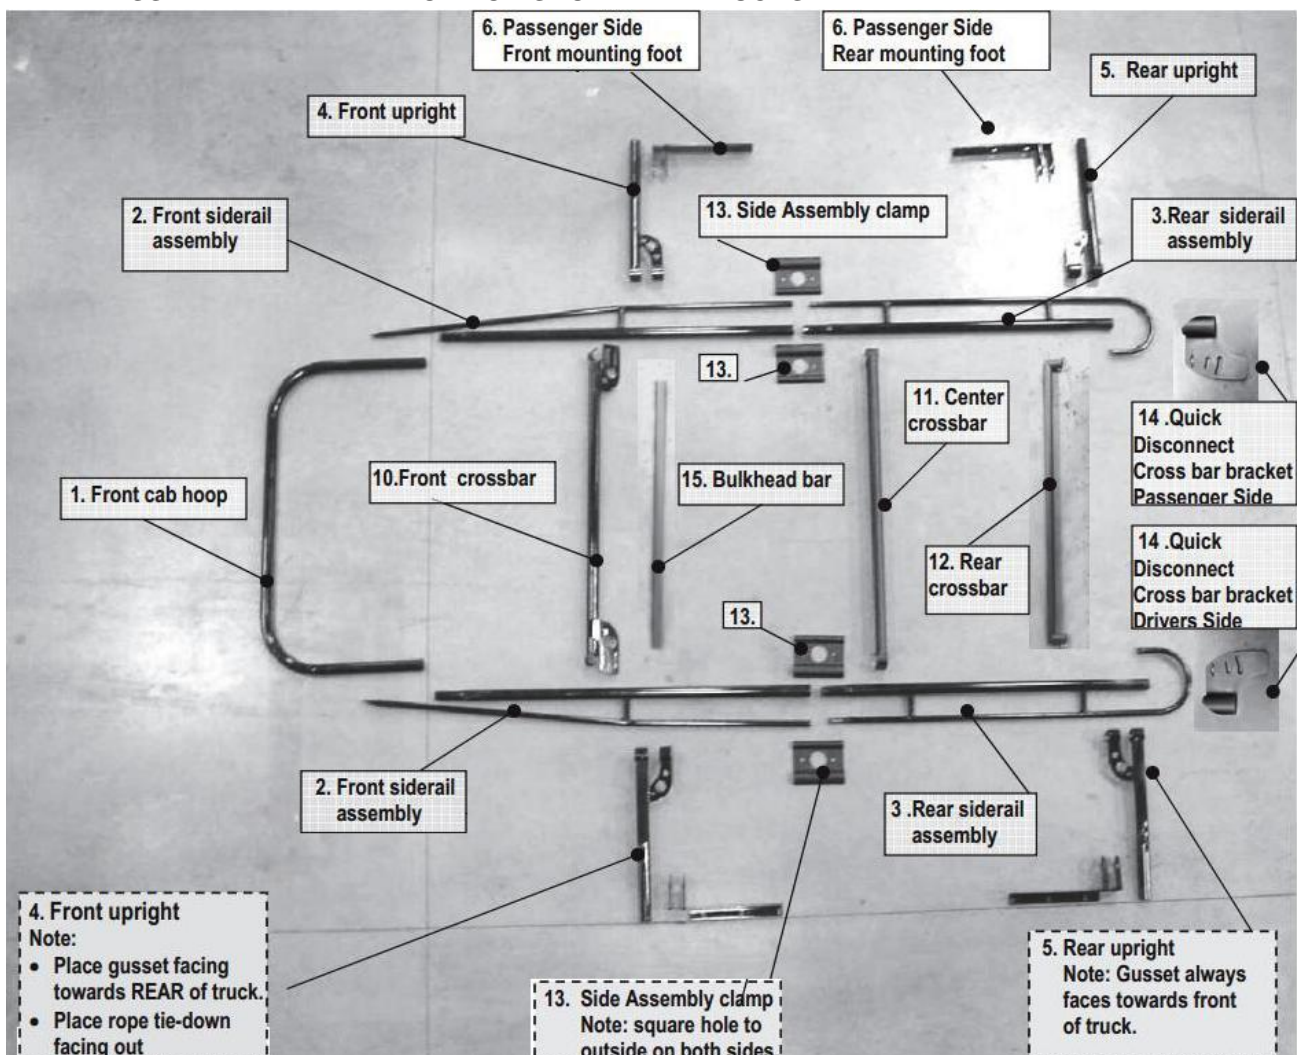 6. Passenger Side
Front mounting foot
6. Passenger Side
Rear mounting foot
5. Rear upright
4. Front upright
2. Front siderail
assembly
13. Side Assembly clamp
3.Rear siderail
assembly
13.
11. Center
crossbar
14 .Quick
Disconnect
Cross bar bracket
Passenger Side
1. Front cab hoop
10.Front crossbar
15. Bulkhead bar
12. Rear
crossbar
14 .Quick
Disconnect
Cross bar bracket
Drivers Side
13.
2. Front siderail
assembly
3 .Rear siderail
assembly
4. Front upright
Note:
• Place gusset facing
towards REAR of truck.
• Place rope tie-down
facing out
13. Side Assembly clamp
Note: square hole to
outside on both sides
5. Rear upright
Note: Gusset always
faces towards front
of truck.